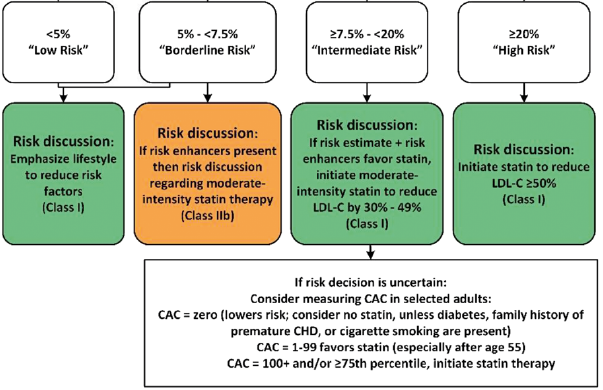 <5%
"Low Risk"
5% - <7.5%
"Borderline Risk"
≥7.5% - <20%
"Intermediate Risk"
≥20%
"High Risk"
Risk discussion:
Emphasize lifestyle
to reduce risk
factors
(Class I)
Risk discussion:
If risk enhancers present
then risk discussion
regarding moderate-
intensity statin therapy
(Class IIb)
Risk discussion:
If risk estimate + risk
enhancers favor statin,
initiate moderate-
intensity statin to reduce
LDL-C by 30% - 49%
(Class I)
Risk discussion:
Initiate statin to reduce
LDL-C ≥50%
(Class I)
If risk decision is uncertain:
Consider measuring CAC in selected adults:
CAC = zero (lowers risk; consider no statin, unless diabetes, family history of
premature CHD, or cigarette smoking are present)
CAC = 1-99 favors statin (especially after age 55)
CAC = 100+ and/or ≥75th percentile, initiate statin therapy